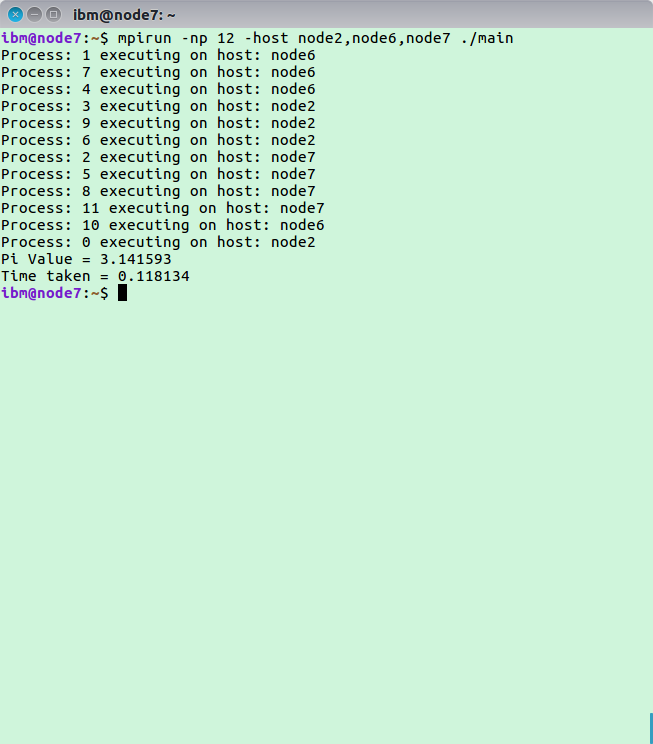 ibm@node7: ~
ibm@node7:~$ mpirun -np 12 -host node2,node6,node7 ./main
Process: 1 executing on host: node6
Process: 7 executing on host: node6
Process: 4 executing on host: node6
Process: 3 executing on host: node2
Process: 9 executing on host: node2
Process: 6 executing on host: node2
Process: 2 executing on host: node7
Process: 5 executing on host: node7
Process: 8 executing on host: node7
Process: 11 executing on host: node7
Process: 10 executing on host: node6
Process: 0 executing on host: node2
Pi Value = 3.141593
Time taken = 0.118134
ibm@node7:~$